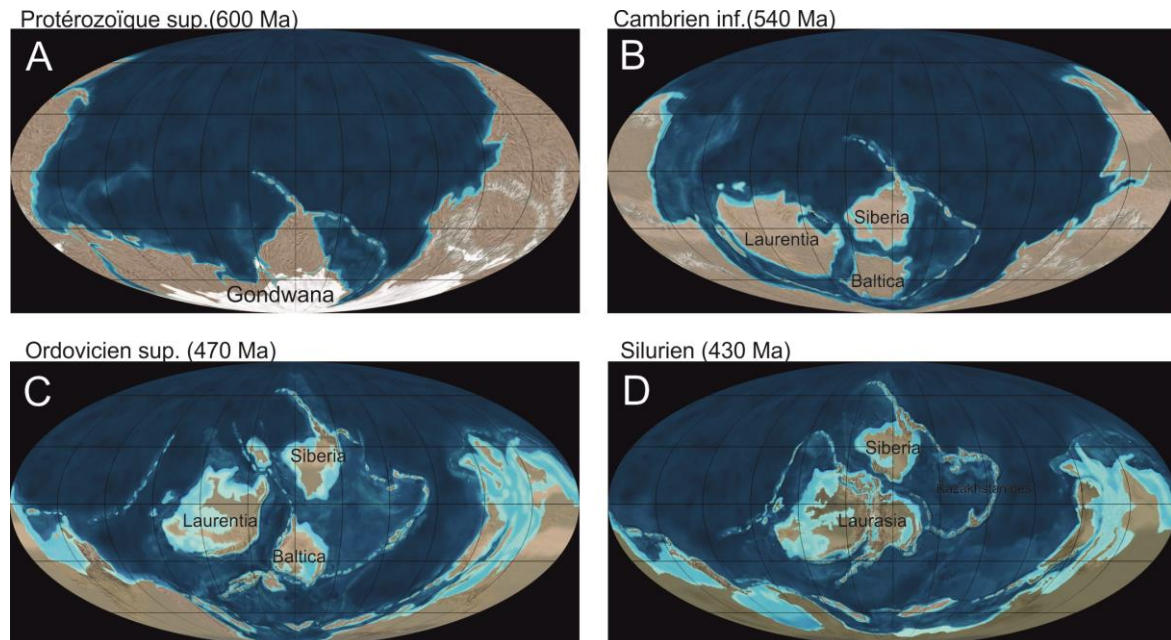 Protérozoïque sup.(600 Ma)
A
Gondwana
Cambrien inf.(540 Ma)
B
Siberia
Laurentia
Baltica
Ordovicien sup. (470 Ma)
C
Siberia
Laurentia
Baltica
Silurien (430 Ma)
D
Siberia
Laurasia